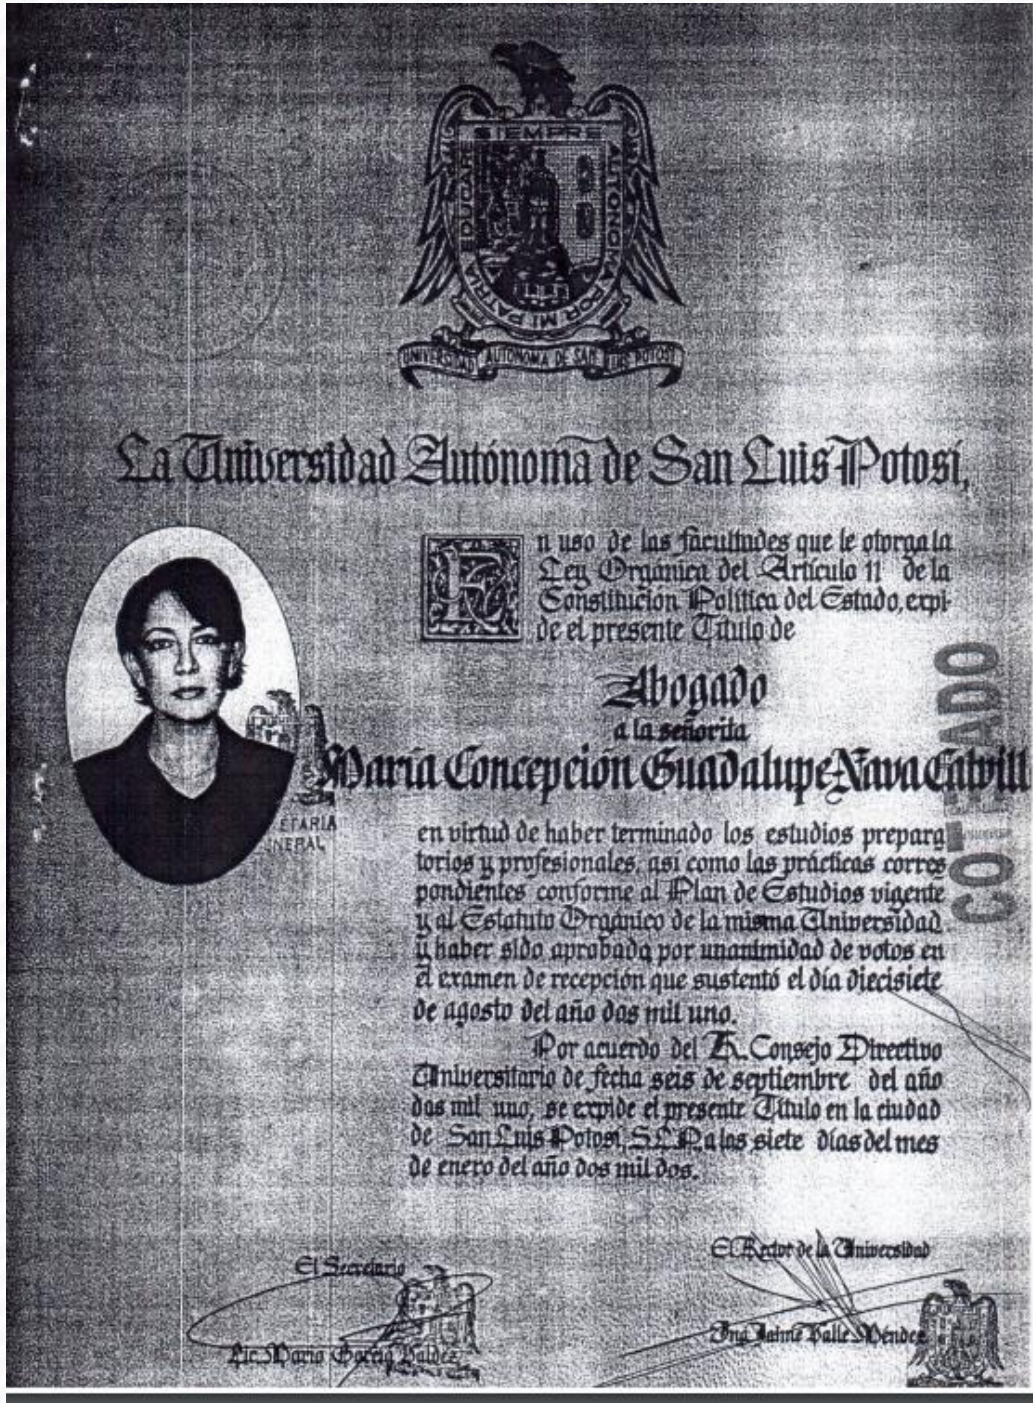 SIEMPRE
EDUCARE
AUTONOMIA
POR MI PATRIA
UNIVERSIDAD AUTONOMA DE SAN LUIS POTOSI
La Universidad Autónoma de San Luis Potosí,
En uso de las facultades que le otorga la
Ley Orgánica del Artículo 11 de la
Constitución Política del Estado, expi-
de el presente Título de
Abogado
a la señorita
María Concepción Guadalupe Nava Calvill
ETARIA
NERAL
COTEJADO
en virtud de haber terminado los estudios prepara
torios y profesionales, así como las prácticas corres
pondientes conforme al Plan de Estudios vigente
y al Estatuto Orgánico de la misma Universidad
y haber sido aprobada por unanimidad de votos en
el examen de recepción que sustentó el día diecisiete
de agosto del año dos mil uno.
Por acuerdo del H. Consejo Directivo
Universitario de fecha seis de septiembre del año
dos mil uno, se expide el presente Título en la ciudad
de San Luis Potosí, S.L.P. a los siete días del mes
de enero del año dos mil dos.
El Secretario
Lic. Mario García Valdez
El Rector de la Universidad
Ing. Jaime Valle Méndez